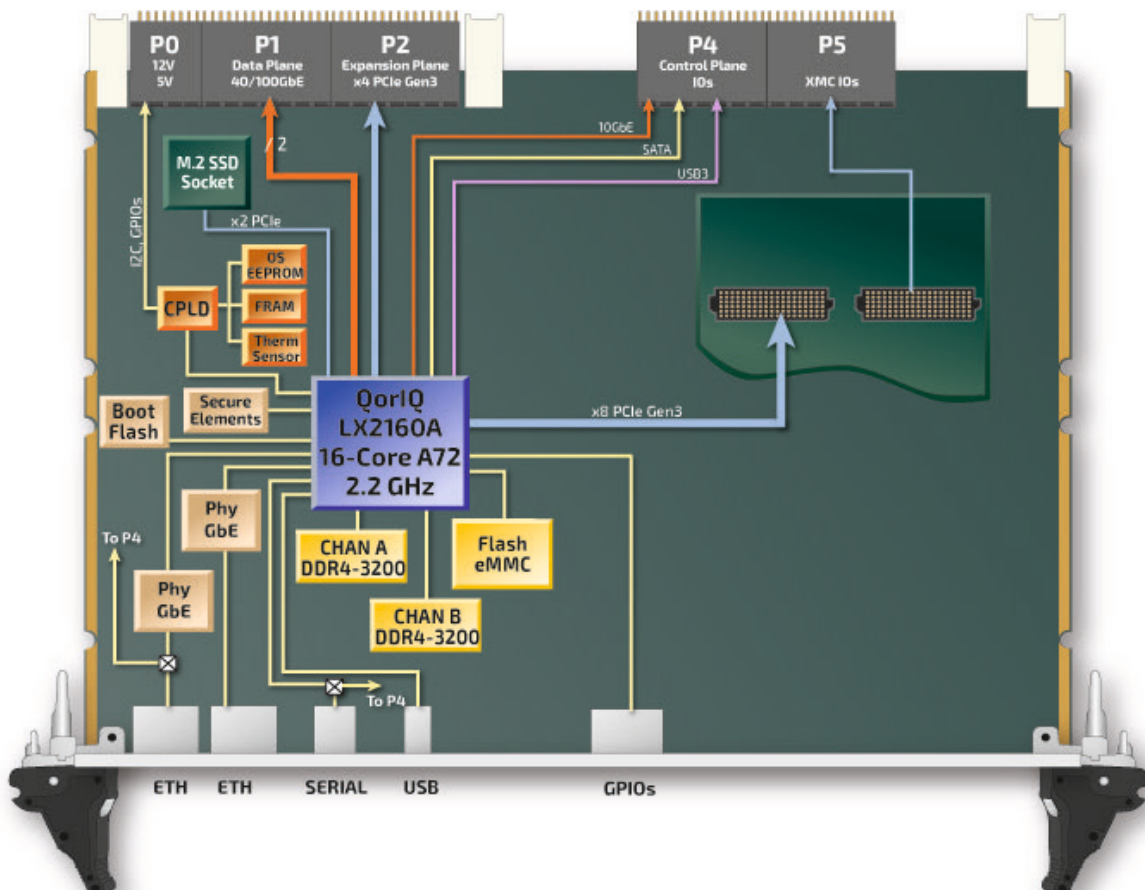 P0
12V
5V
P1
Data Plane
40/100GbE
P2
Expansion Plane
x4 PCIe Gen3
P4
Control Plane
IOs
P5
XMC IOs
10GbE
/ 2
SATA
M.2 SSD
Socket
USB3
x2 PCIe
I2C, GPIOs
OS
EEPROM
CPLD
FRAM
Therm
Sensor
QorIQ
LX2160A
16-Core A72
2.2 GHz
x8 PCIe Gen3
Secure
Elements
Boot
Flash
Phy
GbE
To P4
CHAN A
DDR4-3200
Flash
eMMC
Phy
GbE
CHAN B
DDR4-3200
To P4
ETH
ETH
SERIAL
USB
GPIOs